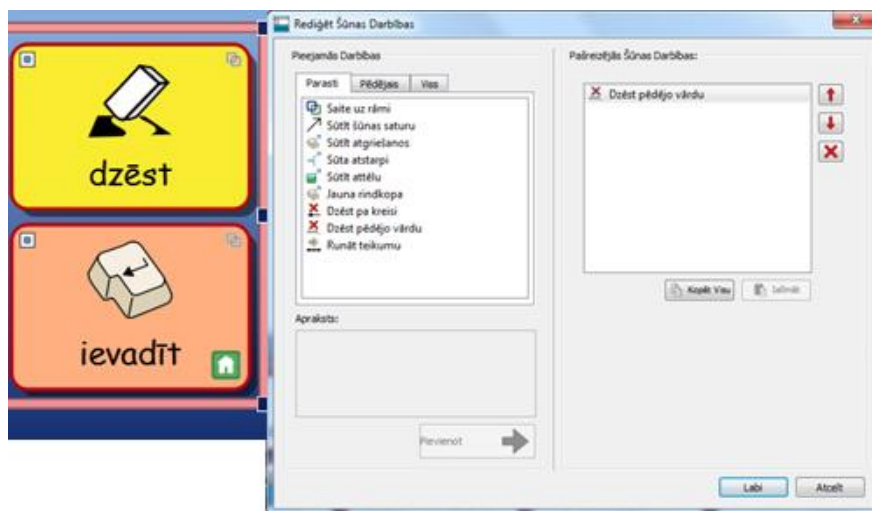 dzēst
ievadīt
Rediģēt Šūnas Darbības
Pieejamās Darbības
Parasti Pēdējais Viss
Saite uz rāmi
Sūtīt šūnas saturu
Sūtīt atgriešanos
Sūta atstarpi
Sūtīt attēlu
Jauna rindkopa
Dzēst pa kreisi
Dzēst pēdējo vārdu
Runāt teikumu
Apraksts:
Pievienot
Pašreizējās Šūnas Darbības:
Dzēst pēdējo vārdu
Kopēt Visu Ielīmēt
Labi Atcelt